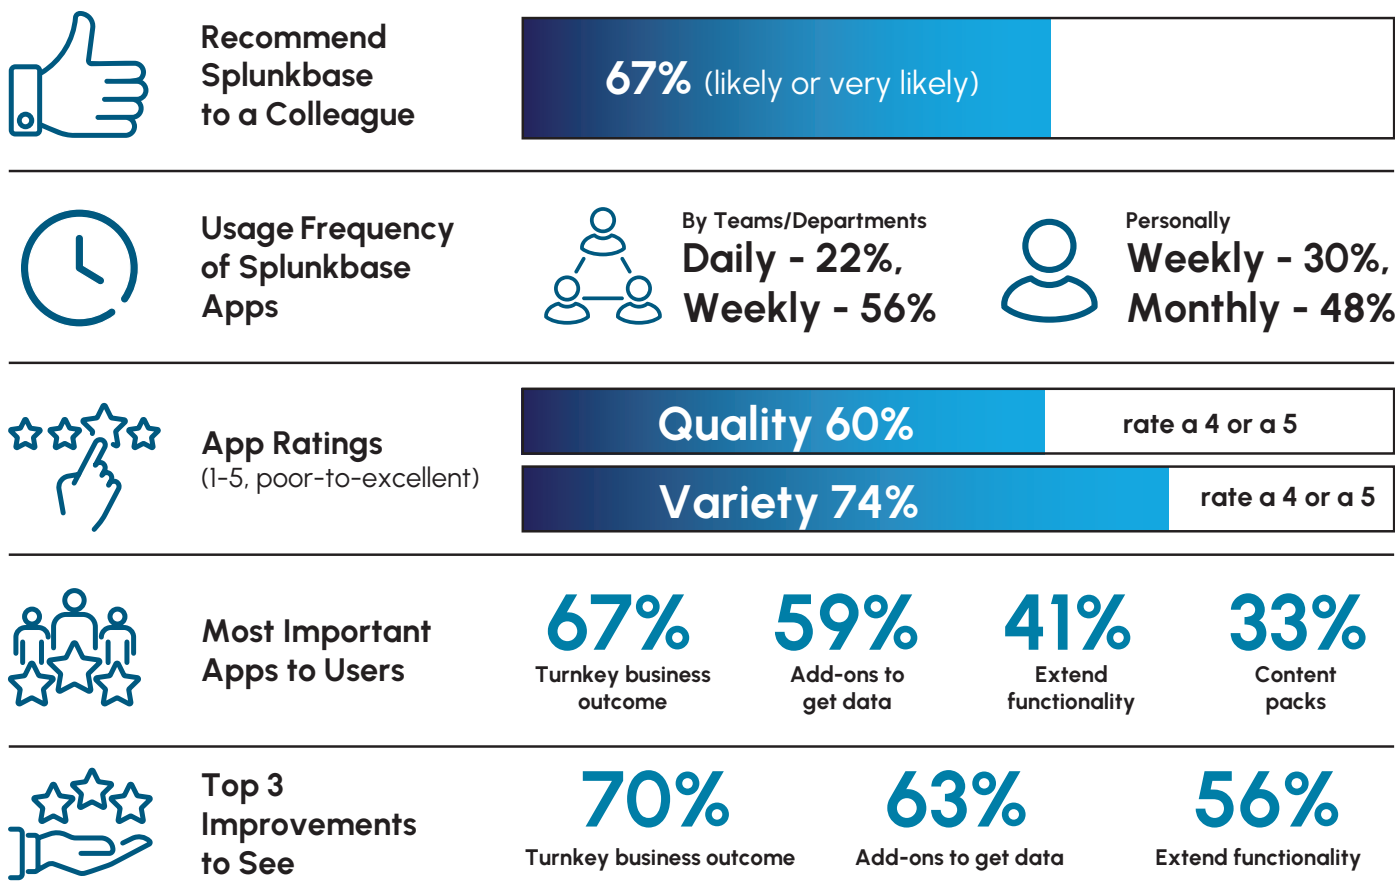 Recommend
Splunkbase
to a Colleague
67% (likely or very likely)
Usage Frequency
of Splunkbase
Apps
By Teams/Departments
Daily - 22%,
Weekly - 56%
Personally
Weekly - 30%,
Monthly - 48%
App Ratings
(1-5, poor-to-excellent)
Quality 60%
rate a 4 or a 5
Variety 74%
rate a 4 or a 5
Most Important
Apps to Users
67%
Turnkey business
outcome
59%
Add-ons to
get data
41%
Extend
functionality
33%
Content
packs
Top 3
Improvements
to See
70%
Turnkey business outcome
63%
Add-ons to get data
56%
Extend functionality